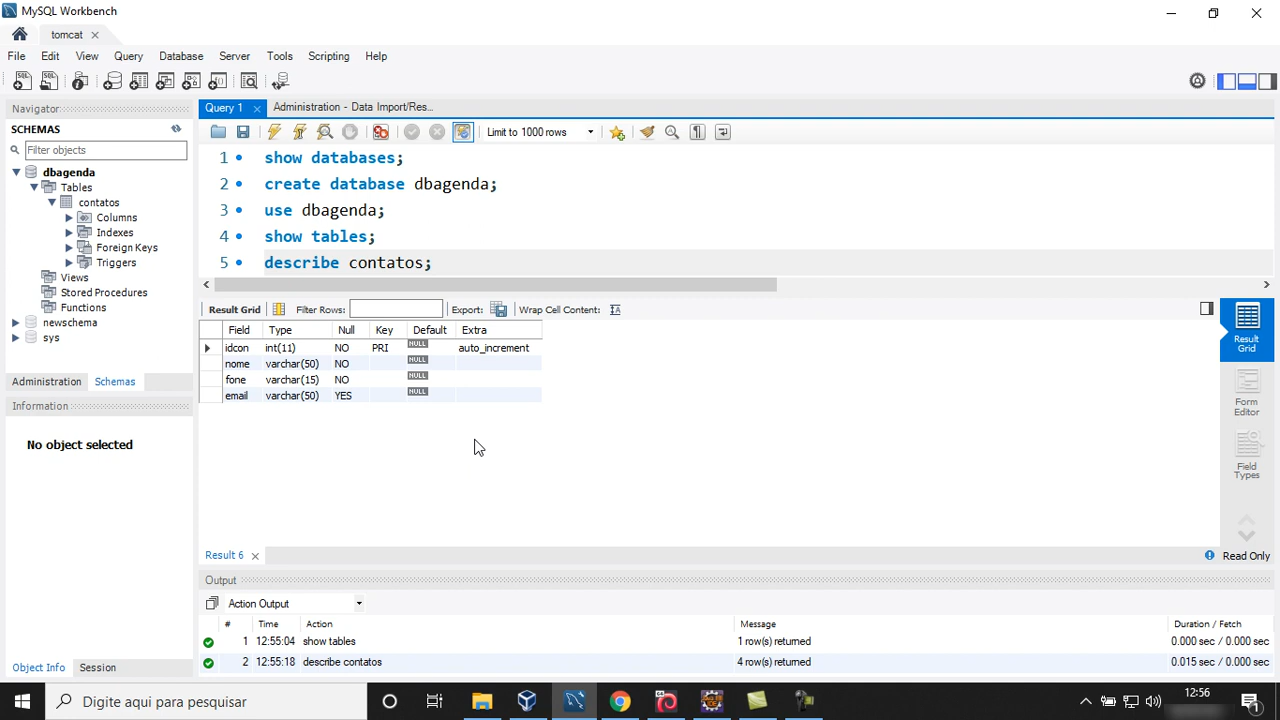 MySQL Workbench
tomcat
File Edit View Query Database Server Tools Scripting Help
Navigator
SCHEMAS
Filter objects
dbagenda
Tables
contatos
Columns
Indexes
Foreign Keys
Triggers
Views
Stored Procedures
Functions
newschema
sys
Administration Schemas
Information
No object selected
Object Info Session
Query 1 Administration - Data Import/Res...
Limit to 1000 rows
1 show databases;
2 create database dbagenda;
3 use dbagenda;
4 show tables;
5 describe contatos;
Result Grid Filter Rows: Export: Wrap Cell Content:
Field Type Null Key Default Extra
idcon int(11) NO PRI NULL auto_increment
nome varchar(50) NO NULL
fone varchar(15) NO NULL
email varchar(50) YES NULL
Result Grid
Form Editor
Field Types
Result 6 Read Only
Output
Action Output
# Time Action Message Duration / Fetch
1 12:55:04 show tables 1 row(s) returned 0.000 sec / 0.000 sec
2 12:55:18 describe contatos 4 row(s) returned 0.015 sec / 0.000 sec
Digite aqui para pesquisar
12:56